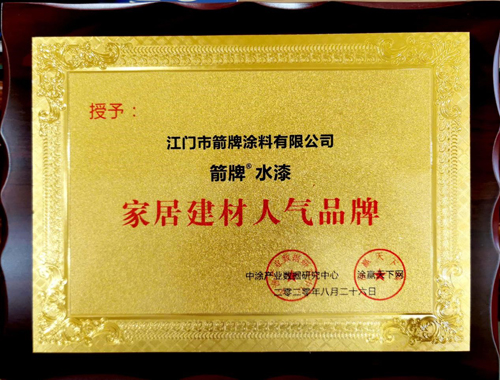 授予：
江门市箭牌涂料有限公司
箭牌®水漆
家居建材人气品牌
中涂产业数据研究中心 涂赢天下网
二零二零年八月二十六日